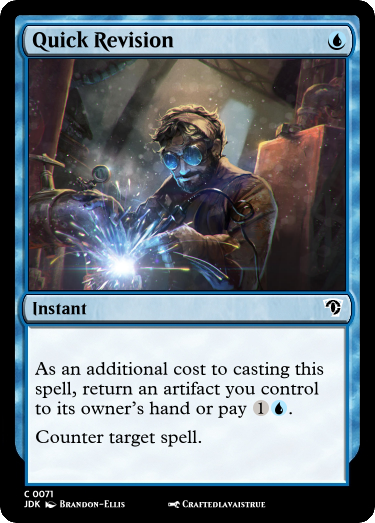 Quick Revision
Instant
As an additional cost to casting this
spell, return an artifact you control
to its owner's hand or pay 1.
Counter target spell.
C 0071
JDK Brandon-Ellis Craftedlavaistrue